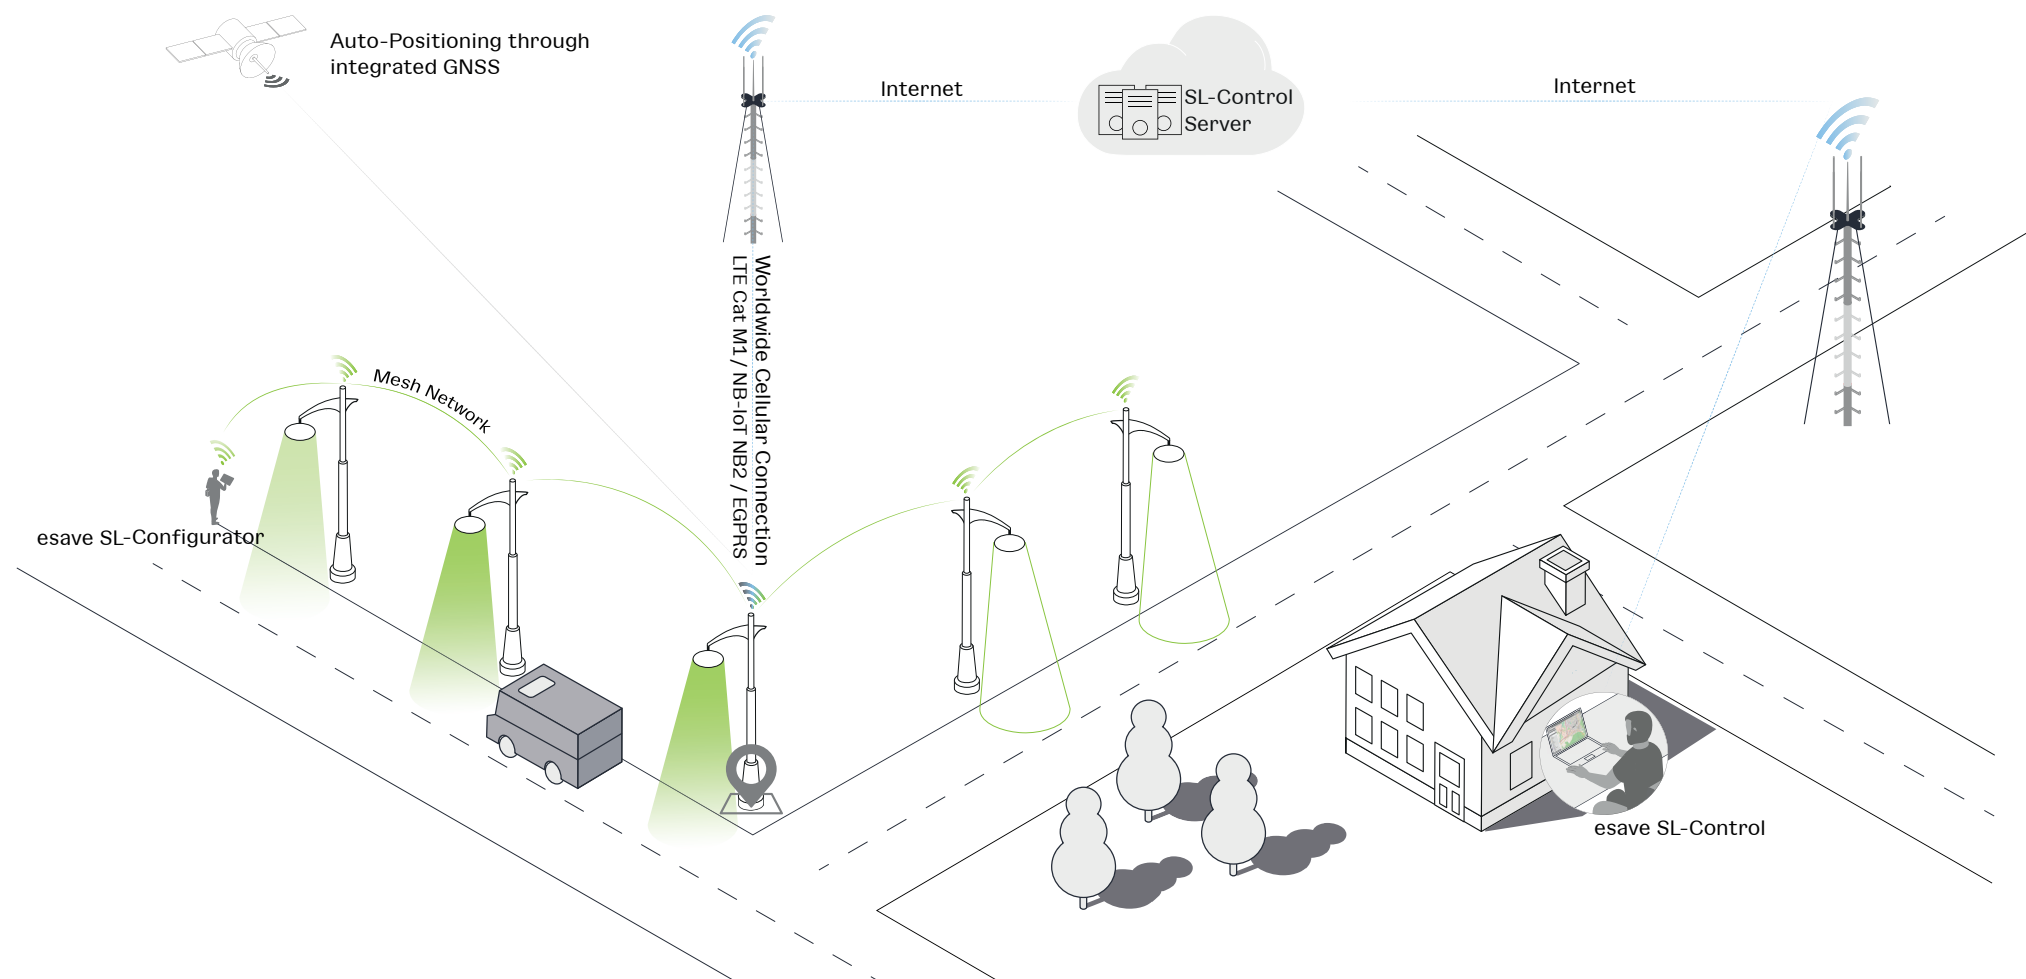 Auto-Positioning through
integrated GNSS
Internet
SL-Control
Server
Internet
Worldwide Cellular Connection
LTE Cat M1 / NB-IoT NB2 / EGPRS
Mesh Network
esave SL-Configurator
esave SL-Control